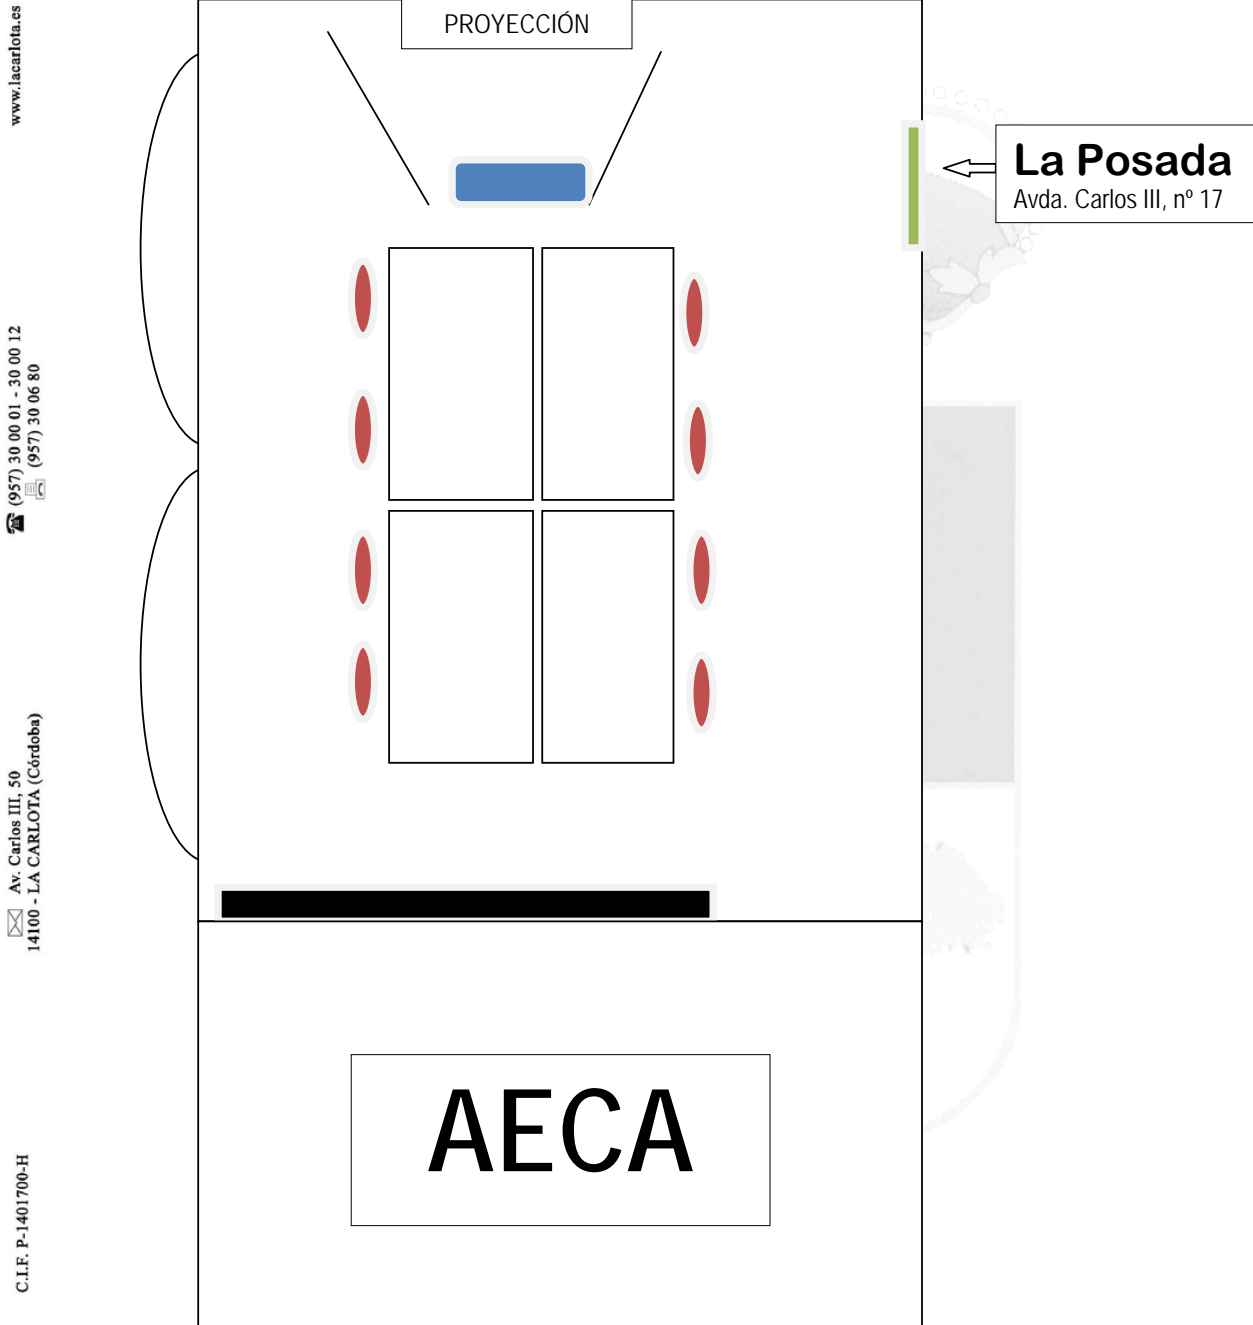 PROYECCIÓN
La Posada
Avda. Carlos III, nº 17
AECA
www.lacarlota.es
(957) 30 00 01 - 30 00 12
(957) 30 06 80
Av. Carlos III, 50
14100 - LA CARLOTA (Córdoba)
C.I.F. P-1401700-H